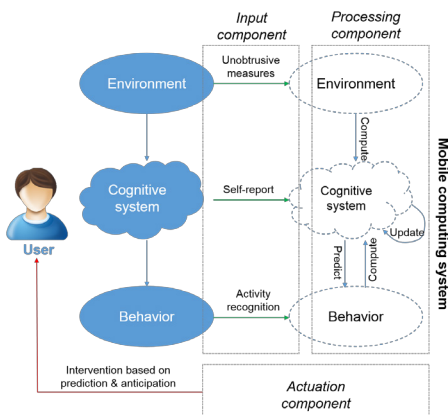 Input
component
Processing
component
Unobtrusive
measures
Environment
Environment
Compute
Cognitive
system
Self-report
Cognitive
system
Update
User
Predict
Compute
Mobile computing system
Activity
recognition
Behavior
Behavior
Intervention based on
prediction & anticipation
Actuation
component